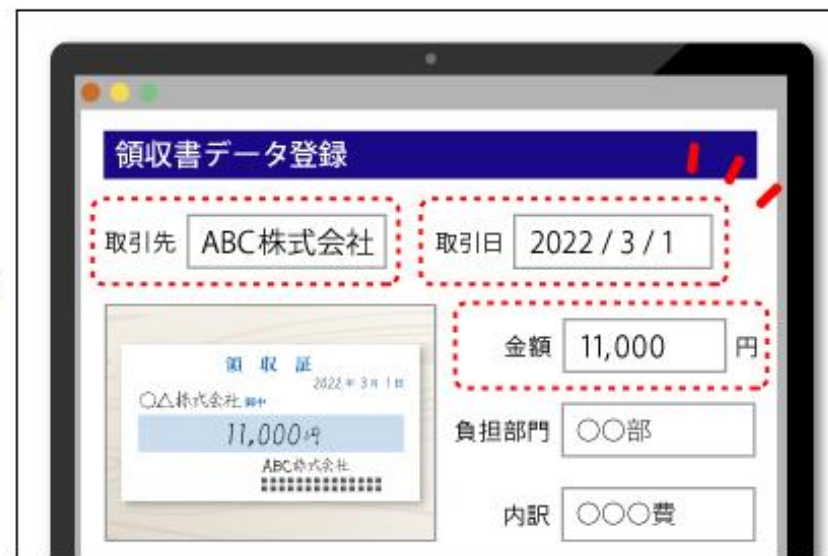 領収書データ登録
取引先 ABC株式会社 取引日 2022 / 3 / 1
領収証
2022年3月1日
○△株式会社 御中
11,000円
ABC株式会社
金額 11,000 円
負担部門 ○○部
内訳 ○○○費